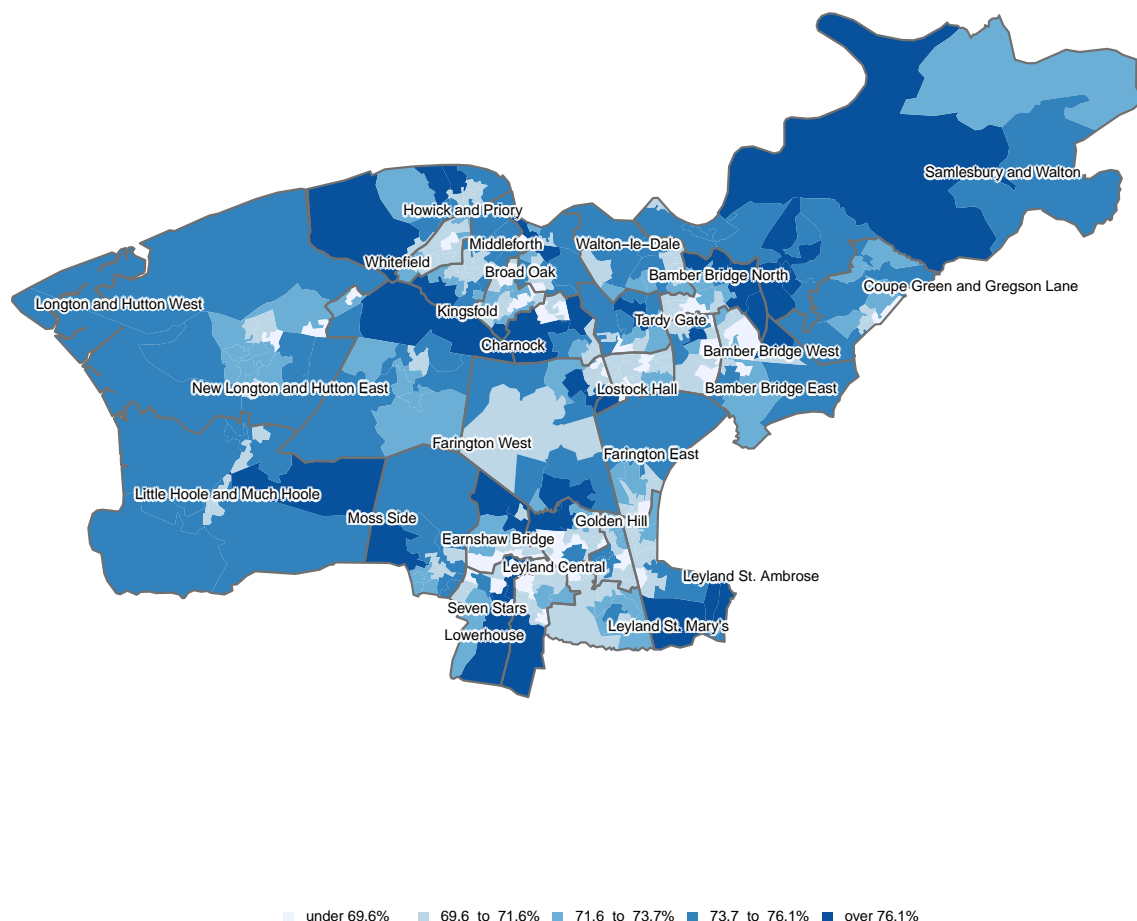 Samlesbury and Walton
Howick and Priory
Middleforth
Walton−le−Dale
Whitefield
Broad Oak
Bamber Bridge North
Coupe Green and Gregson Lane
Longton and Hutton West
Kingsfold
Tardy Gate
Charnock
Bamber Bridge West
New Longton and Hutton East
Lostock Hall
Bamber Bridge East
Farington West
Farington East
Little Hoole and Much Hoole
Moss Side
Golden Hill
Earnshaw Bridge
Leyland Central
Leyland St. Ambrose
Seven Stars
Leyland St. Mary's
Lowerhouse
under 69.6% 69.6 to 71.6% 71.6 to 73.7% 73.7 to 76.1% over 76.1%